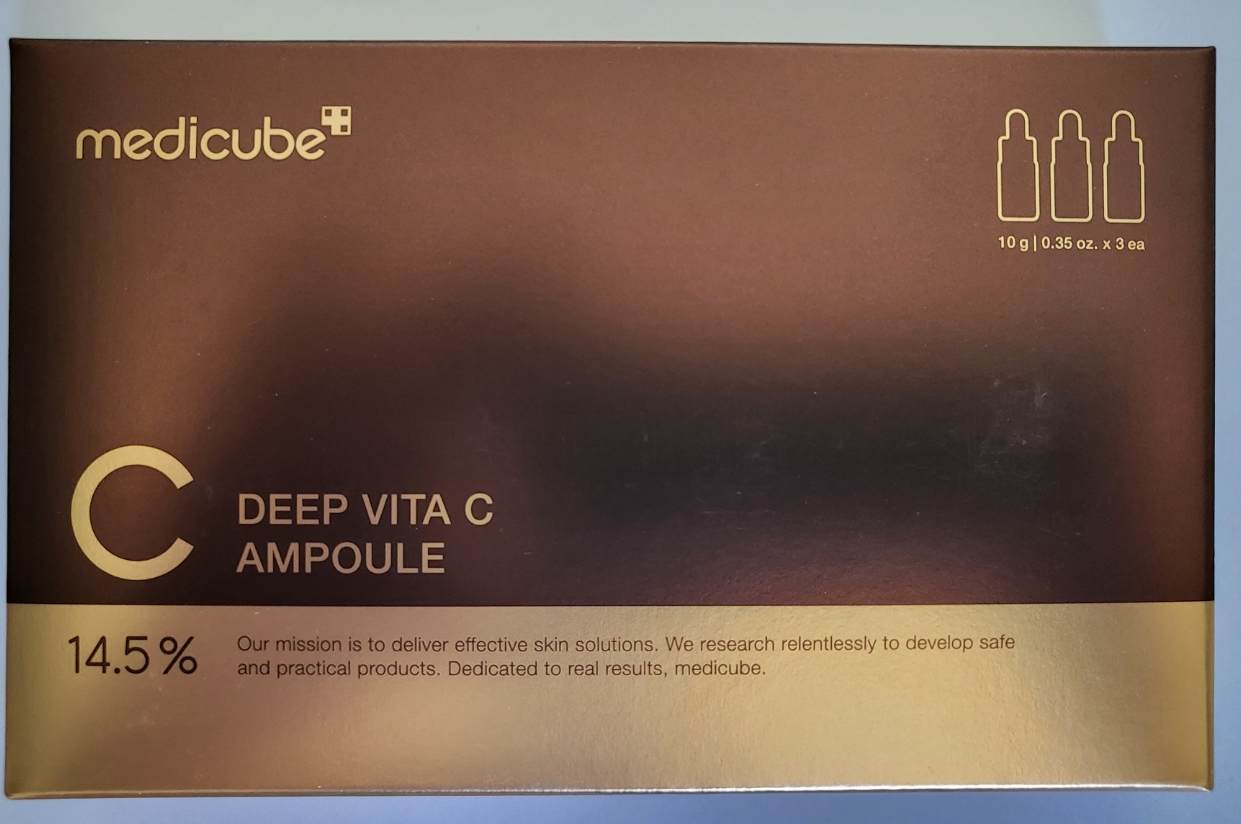 medicube
10 g | 0.35 oz. x 3 ea
C
DEEP VITA C
AMPOULE
14.5 %
Our mission is to deliver effective skin solutions. We research relentlessly to develop safe
and practical products. Dedicated to real results, medicube.